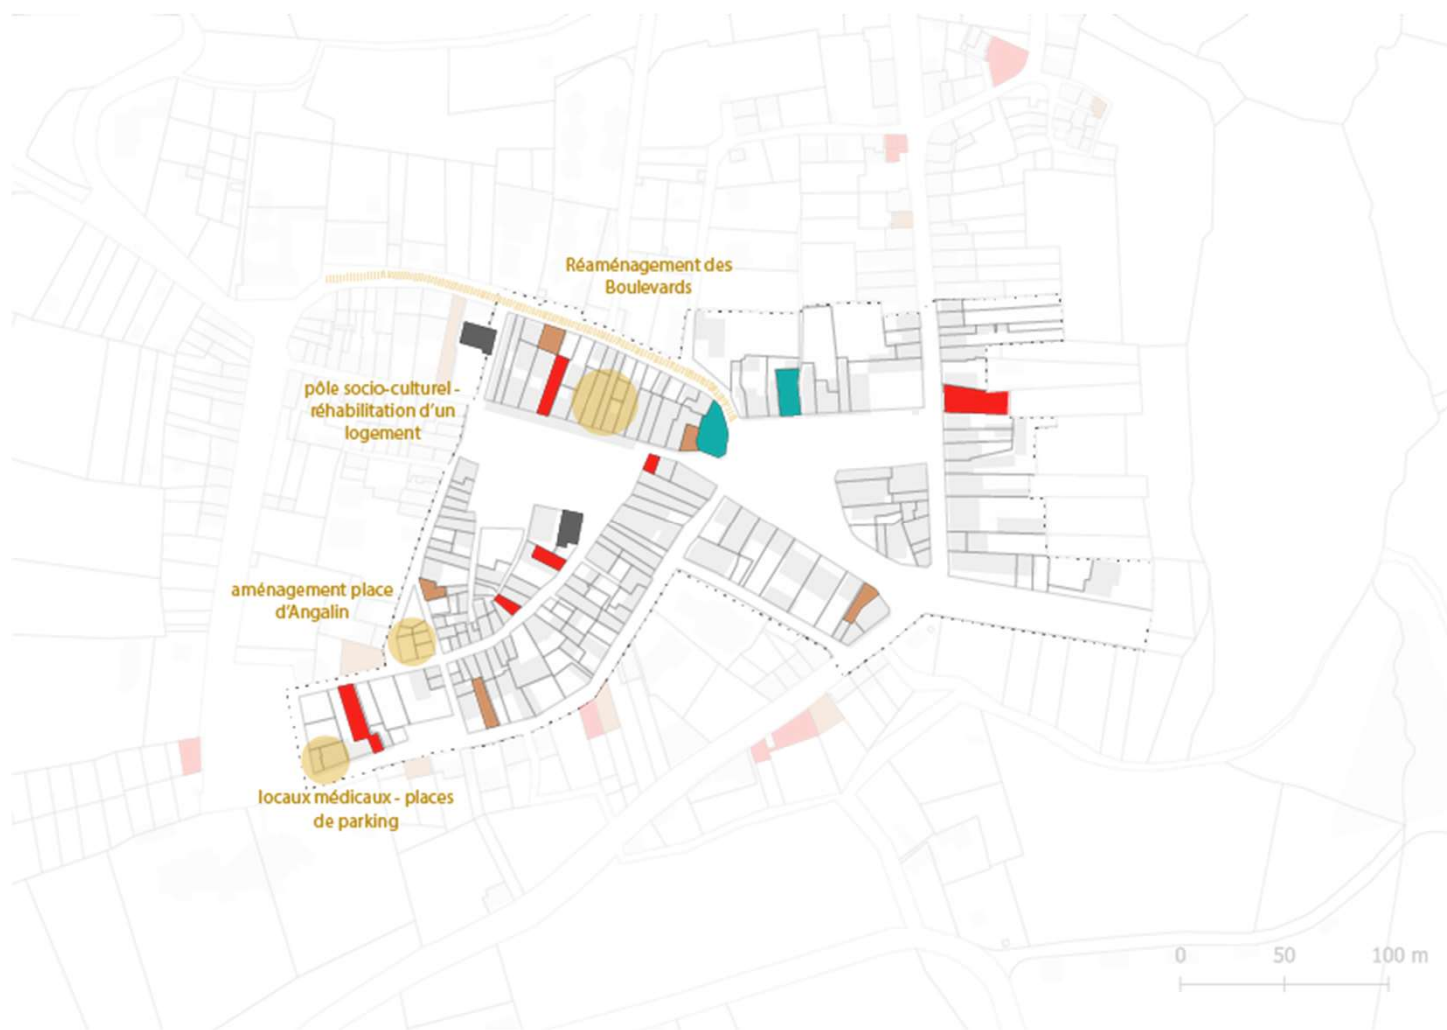 Réaménagement des
Boulevards
pôle socio-culturel -
réhabilitation d'un
logement
aménagement place
d'Angalin
locaux médicaux - places
de parking
0 50 100 m